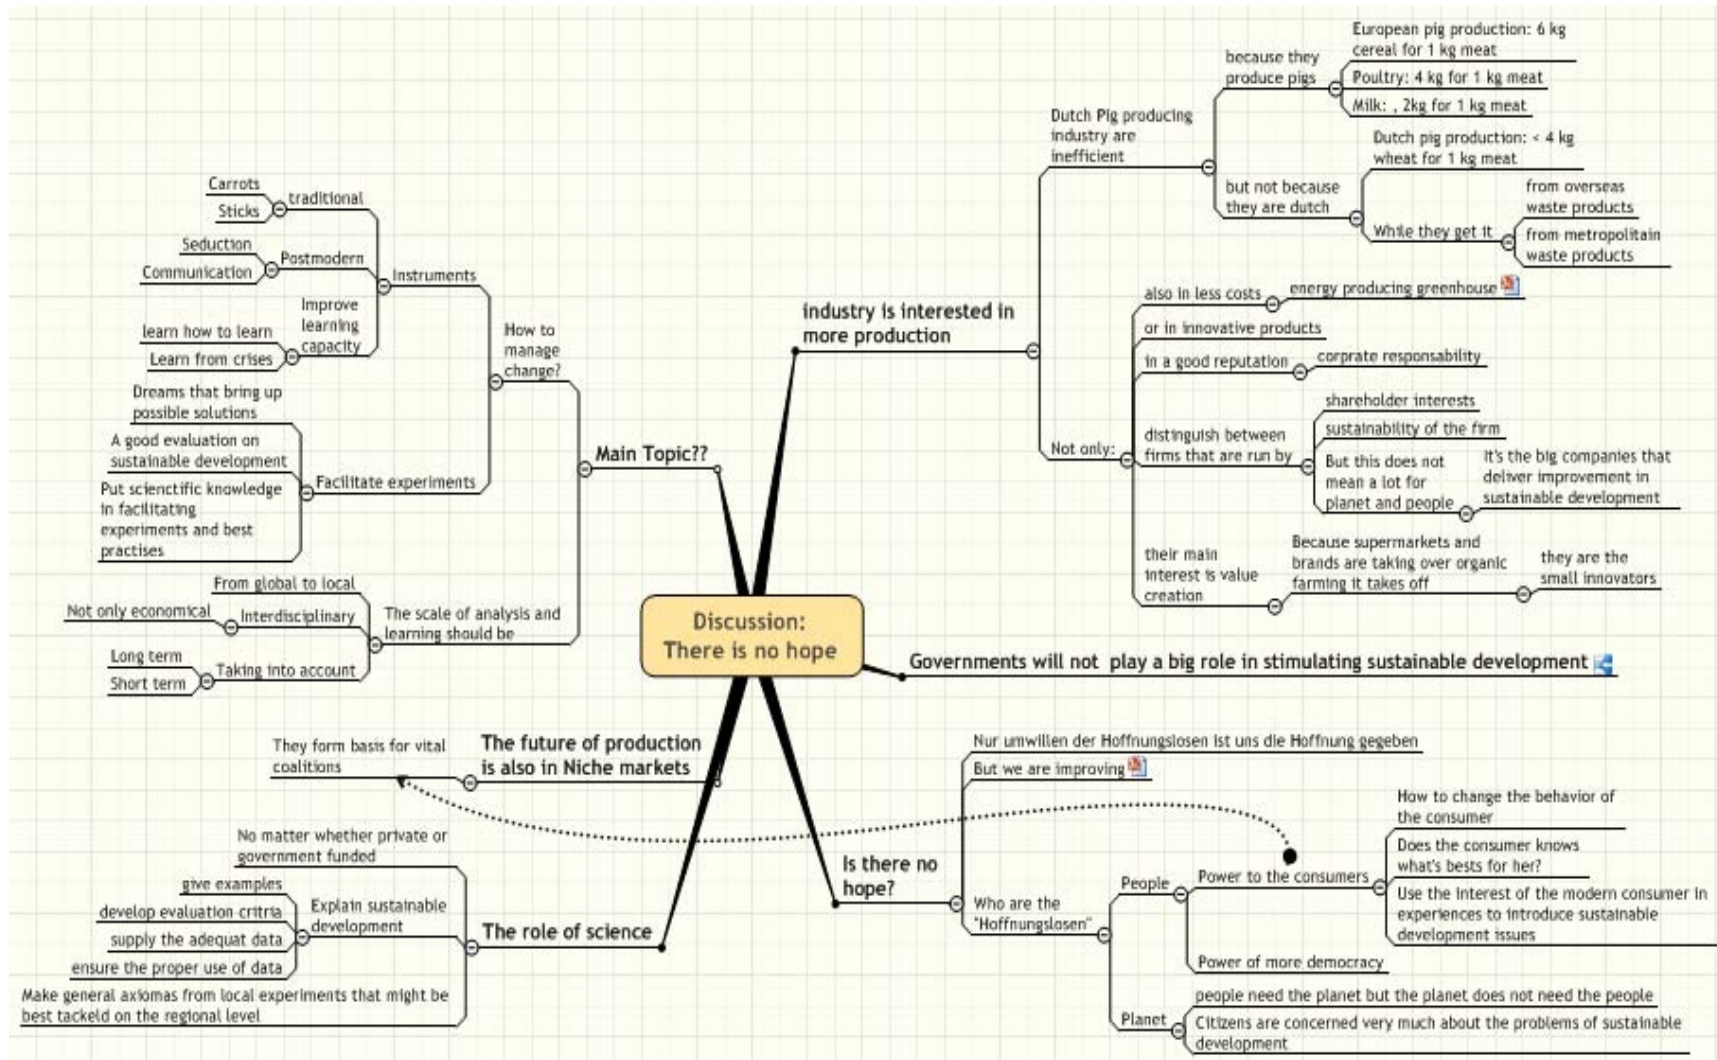 Discussion:
There is no hope
industry is interested in
more production
Dutch Pig producing
industry are
inefficient
because they
produce pigs
European pig production: 6 kg
cereal for 1 kg meat
Poultry: 4 kg for 1 kg meat
Milk: , 2kg for 1 kg meat
but not because
they are dutch
Dutch pig production: < 4 kg
wheat for 1 kg meat
While they get it
from overseas
waste products
from metropolitain
waste products
Not only:
also in less costs
energy producing greenhouse
or in innovative products
in a good reputation
corprate responsability
distinguish between
firms that are run by
shareholder interests
sustainability of the firm
But this does not
mean a lot for
planet and people
It's the big companies that
deliver improvement in
sustainable development
their main
interest is value
creation
Because supermarkets and
brands are taking over organic
farming it takes off
they are the
small innovators
Governments will not play a big role in stimulating sustainable development
Is there no
hope?
Nur umwillen der Hoffnungslosen ist uns die Hoffnung gegeben
But we are improving
Who are the
"Hoffnungslosen"
People
Power to the consumers
How to change the behavior of
the consumer
Does the consumer knows
what's bests for her?
Use the interest of the modern consumer in
experiences to introduce sustainable
development issues
Power of more democracy
Planet
people need the planet but the planet does not need the people
Citizens are concerned very much about the problems of sustainable
development
Main Topic??
How to
manage
change?
Instruments
traditional
Carrots
Sticks
Postmodern
Seduction
Communication
Improve
learning
capacity
learn how to learn
Learn from crises
Facilitate experiments
Dreams that bring up
possible solutions
A good evaluation on
sustainable development
Put scienctific knowledge
in facilitating
experiments and best
practises
The scale of analysis and
learning should be
From global to local
Interdisciplinary
Not only economical
Taking into account
Long term
Short term
The future of production
is also in Niche markets
They form basis for vital
coalitions
The role of science
No matter whether private or
government funded
Explain sustainable
development
give examples
develop evaluation critria
supply the adequat data
ensure the proper use of data
Make general axiomas from local experiments that might be
best tackeld on the regional level